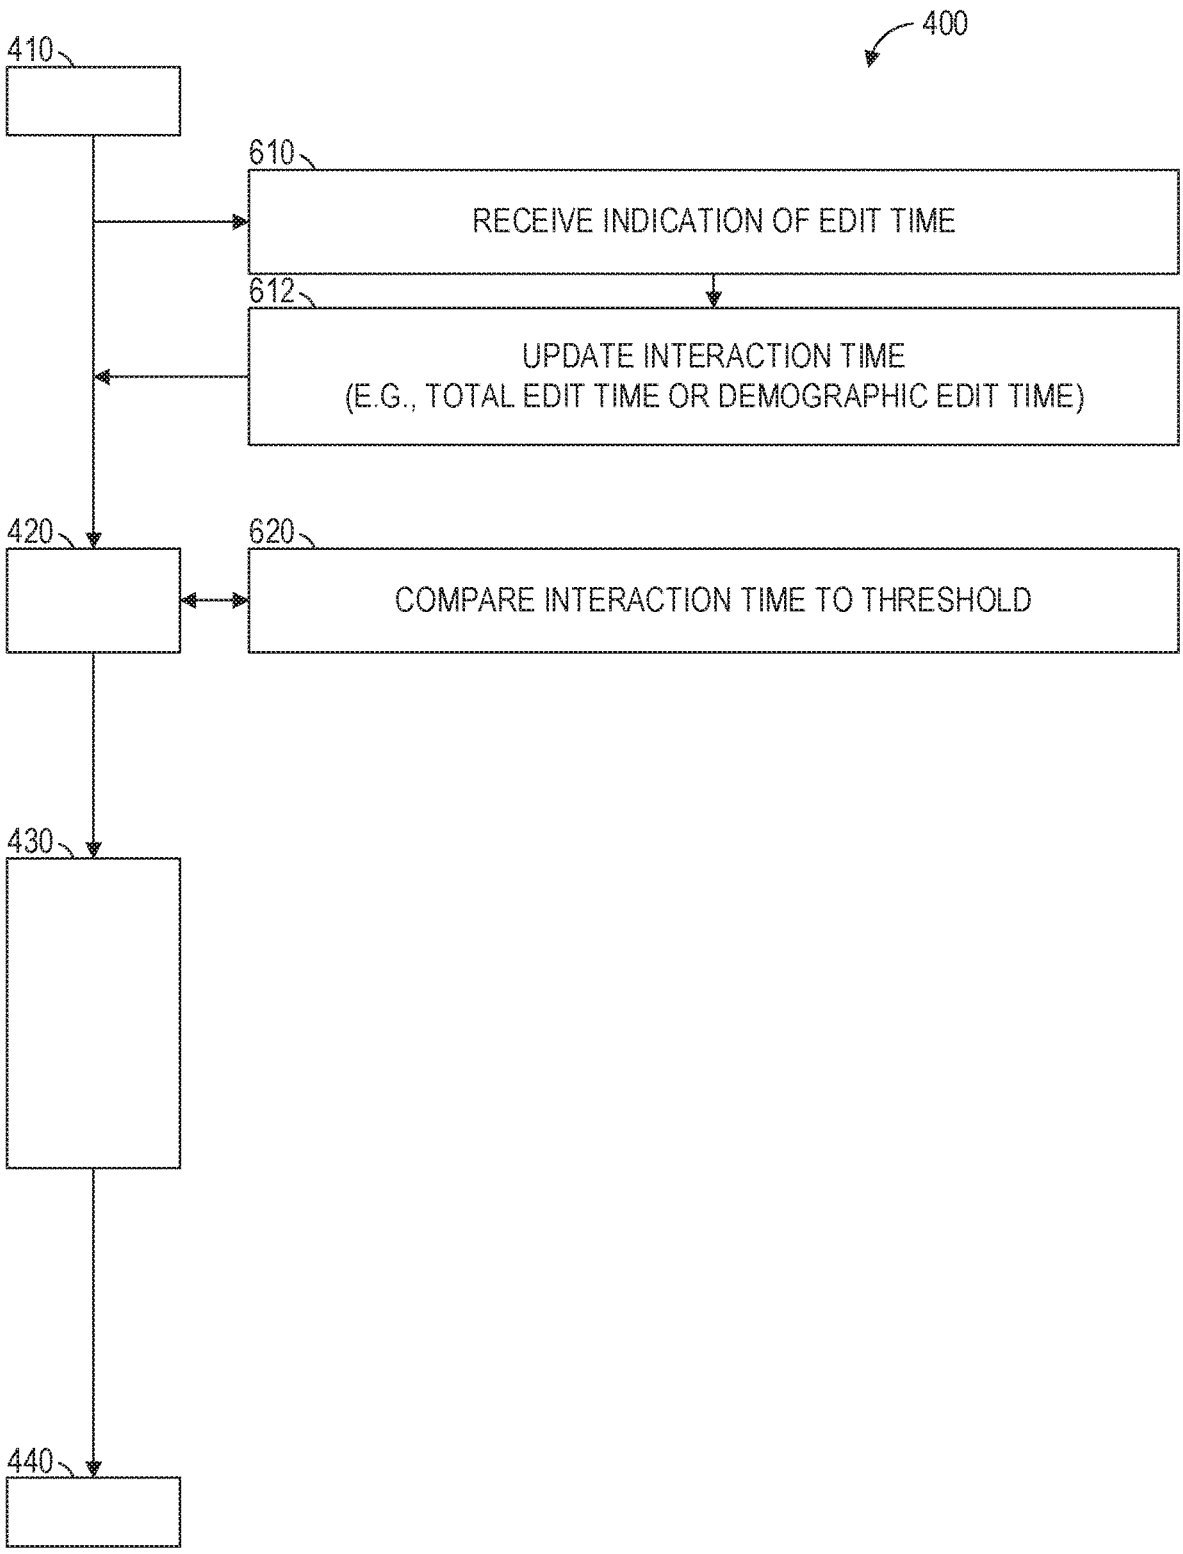 400
410
610
RECEIVE INDICATION OF EDIT TIME
612
UPDATE INTERACTION TIME
(E.G., TOTAL EDIT TIME OR DEMOGRAPHIC EDIT TIME)
420
620
COMPARE INTERACTION TIME TO THRESHOLD
430
440